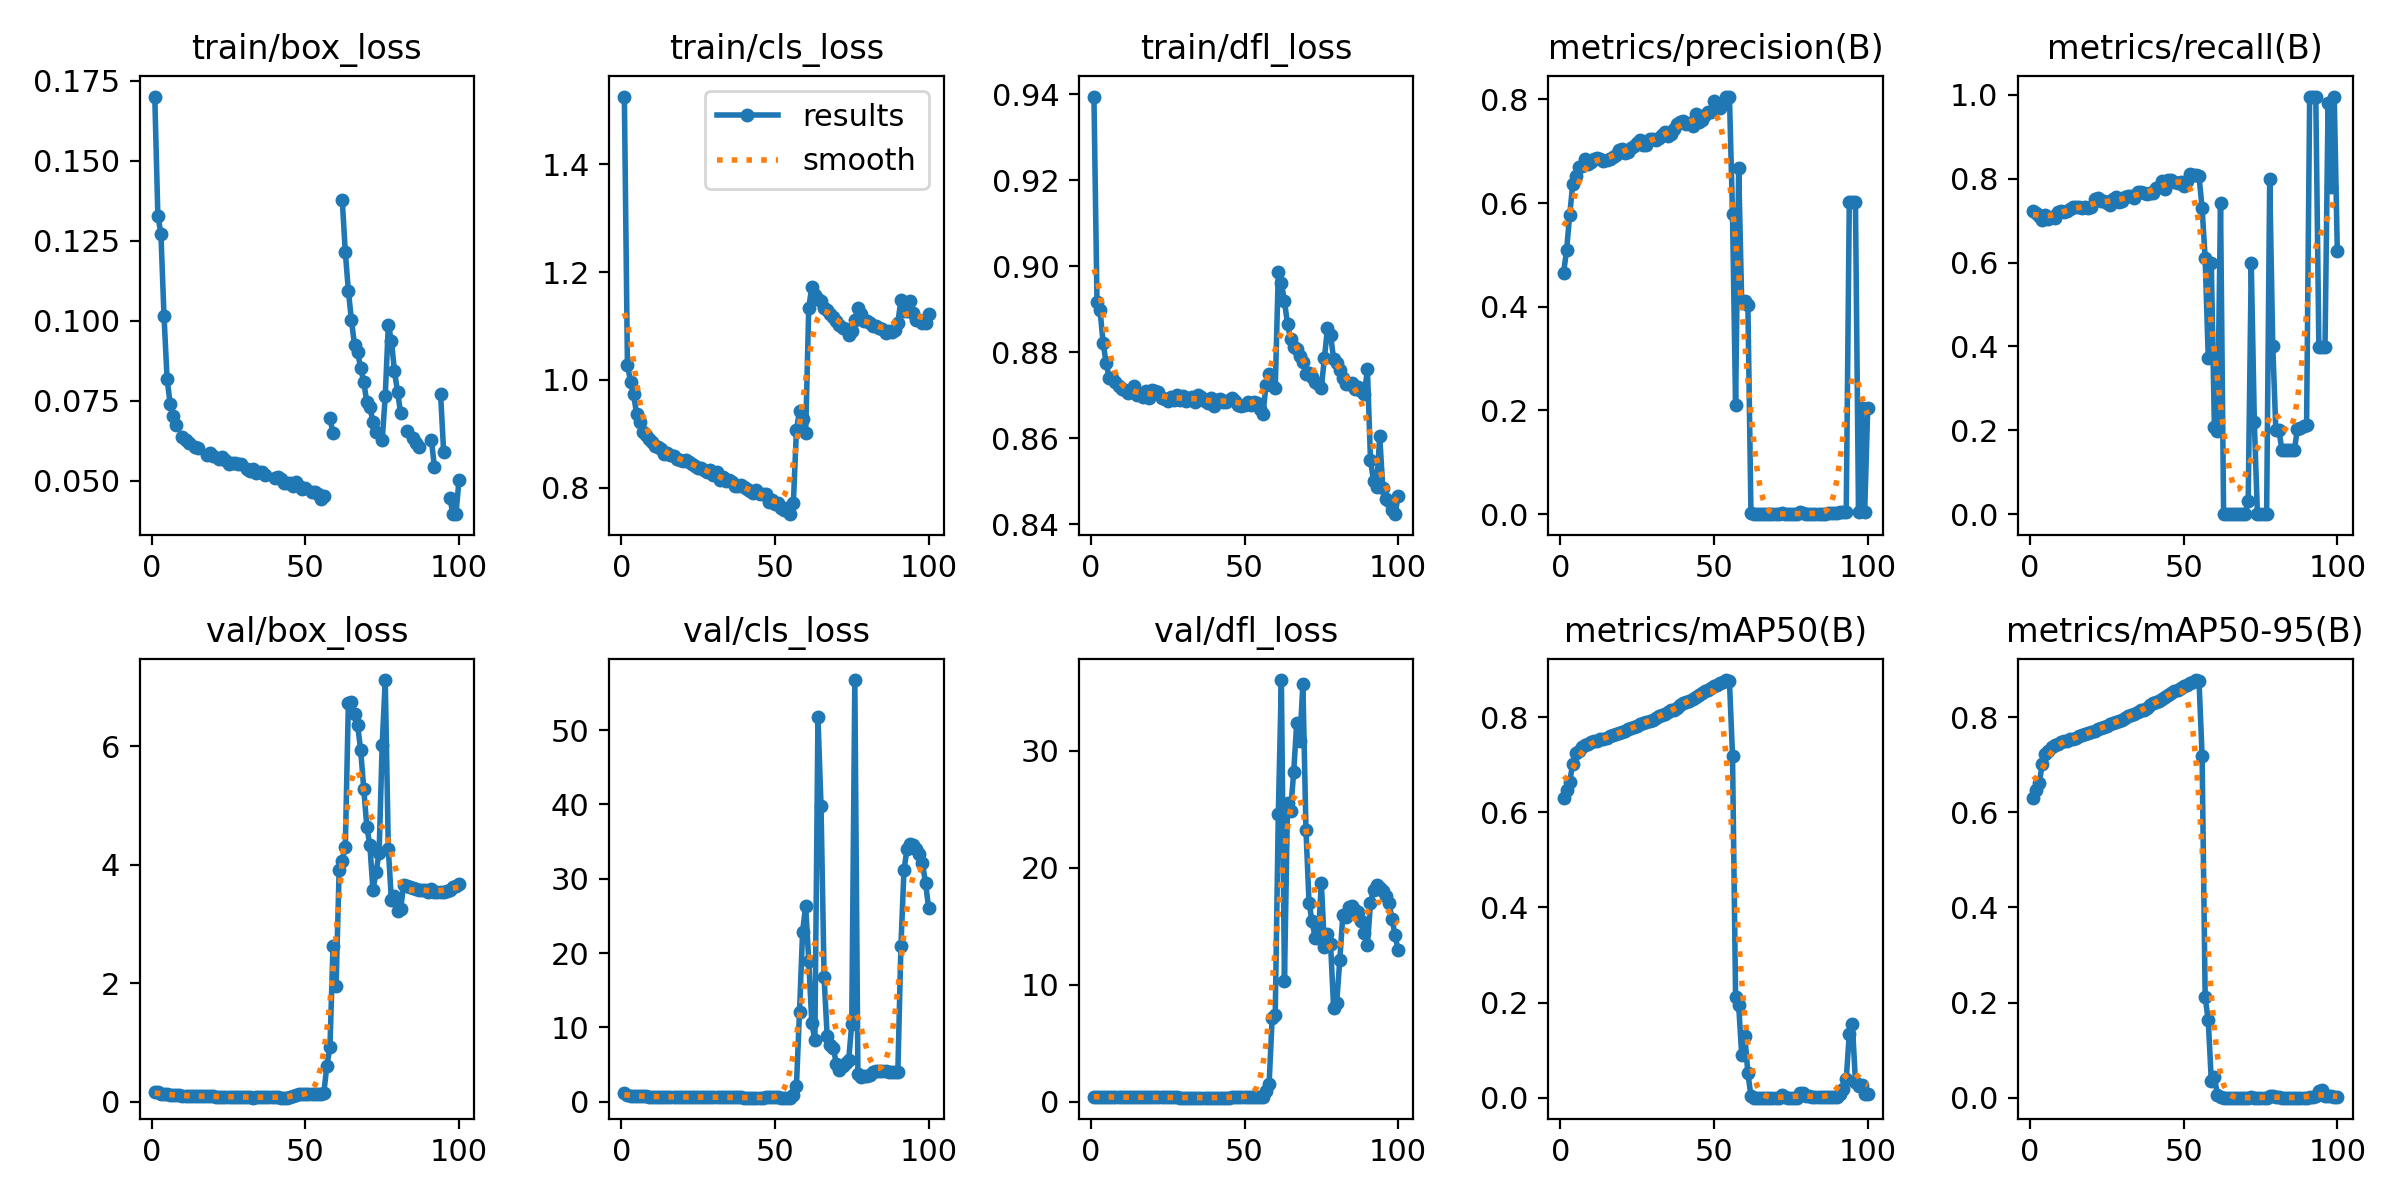 train/box_loss
0.175
0.150
0.125
0.100
0.075
0.050
0 50 100
train/cls_loss
results
smooth
1.4
1.2
1.0
0.8
0 50 100
train/dfl_loss
0.94
0.92
0.90
0.88
0.86
0.84
0 50 100
metrics/precision(B)
0.8
0.6
0.4
0.2
0.0
0 50 100
metrics/recall(B)
1.0
0.8
0.6
0.4
0.2
0.0
0 50 100
val/box_loss
6
4
2
0
0 50 100
val/cls_loss
50
40
30
20
10
0
0 50 100
val/dfl_loss
30
20
10
0
0 50 100
metrics/mAP50(B)
0.8
0.6
0.4
0.2
0.0
0 50 100
metrics/mAP50-95(B)
0.8
0.6
0.4
0.2
0.0
0 50 100